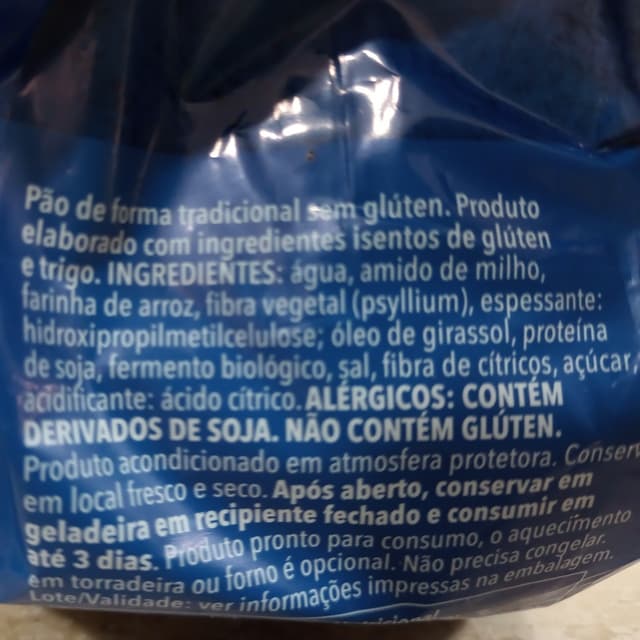 Pão de forma tradicional sem glúten. Produto
elaborado com ingredientes isentos de glúten
e trigo. INGREDIENTES: água, amido de milho,
farinha de arroz, fibra vegetal (psyllium), espessante:
hidroxipropilmetilcelulose; óleo de girassol, proteína
de soja, fermento biológico, sal, fibra de cítricos, açúcar,
acidificante: ácido cítrico. ALÉRGICOS: CONTÉM
DERIVADOS DE SOJA. NÃO CONTÉM GLÚTEN.
Produto acondicionado em atmosfera protetora. Conserv
em local fresco e seco. Após aberto, conservar em
geladeira em recipiente fechado e consumir em
até 3 dias. Produto pronto para consumo, o aquecimento
em torradeira ou forno é opcional. Não precisa congelar.
Lote/Validade: ver informações impressas na embalagem.